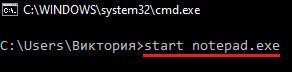 C:\WINDOWS\system32\cmd.exe
C:\Users\Виктория>start notepad.exe